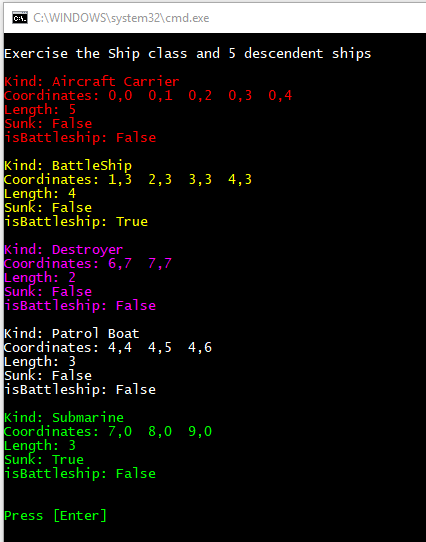 C:\WINDOWS\system32\cmd.exe
Exercise the Ship class and 5 descendent ships
Kind: Aircraft Carrier
Coordinates: 0,0  0,1  0,2  0,3  0,4
Length: 5
Sunk: False
isBattleship: False
Kind: BattleShip
Coordinates: 1,3  2,3  3,3  4,3
Length: 4
Sunk: False
isBattleship: True
Kind: Destroyer
Coordinates: 6,7  7,7
Length: 2
Sunk: False
isBattleship: False
Kind: Patrol Boat
Coordinates: 4,4  4,5  4,6
Length: 3
Sunk: False
isBattleship: False
Kind: Submarine
Coordinates: 7,0  8,0  9,0
Length: 3
Sunk: True
isBattleship: False
Press [Enter]